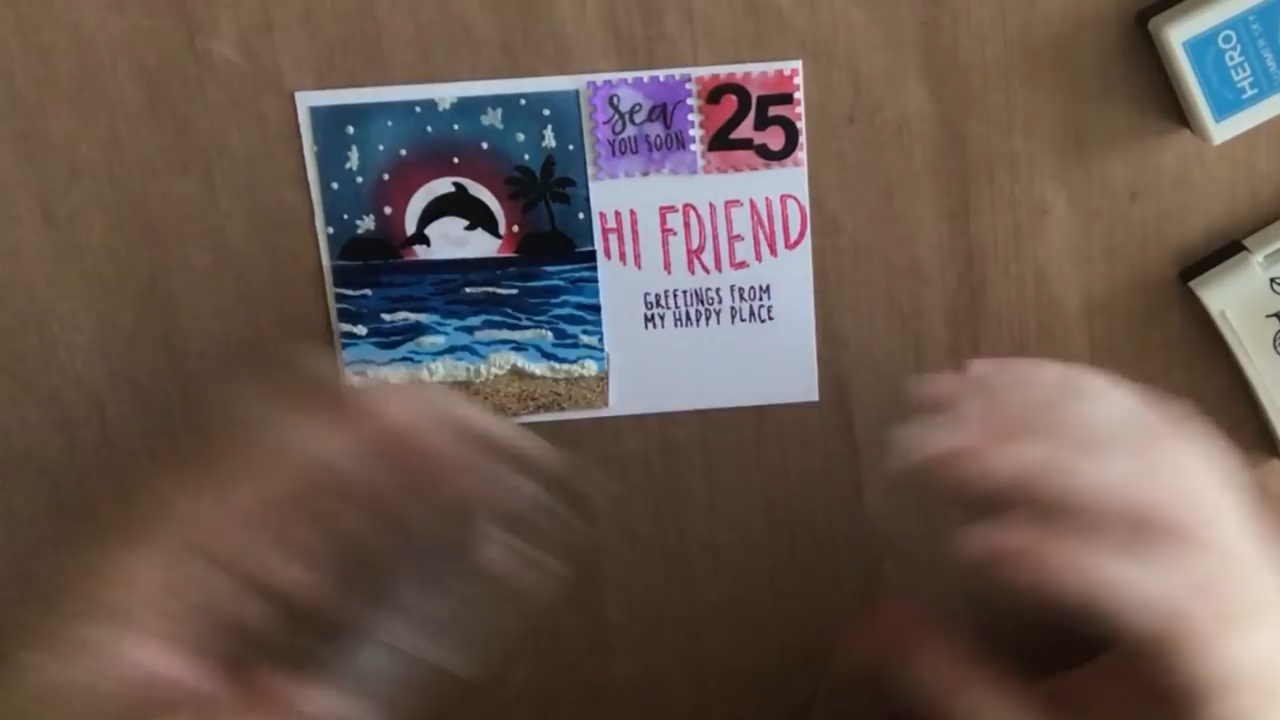 Sea
YOU SOON
25
HI FRIEND
GREETINGS FROM
MY HAPPY PLACE
HERO